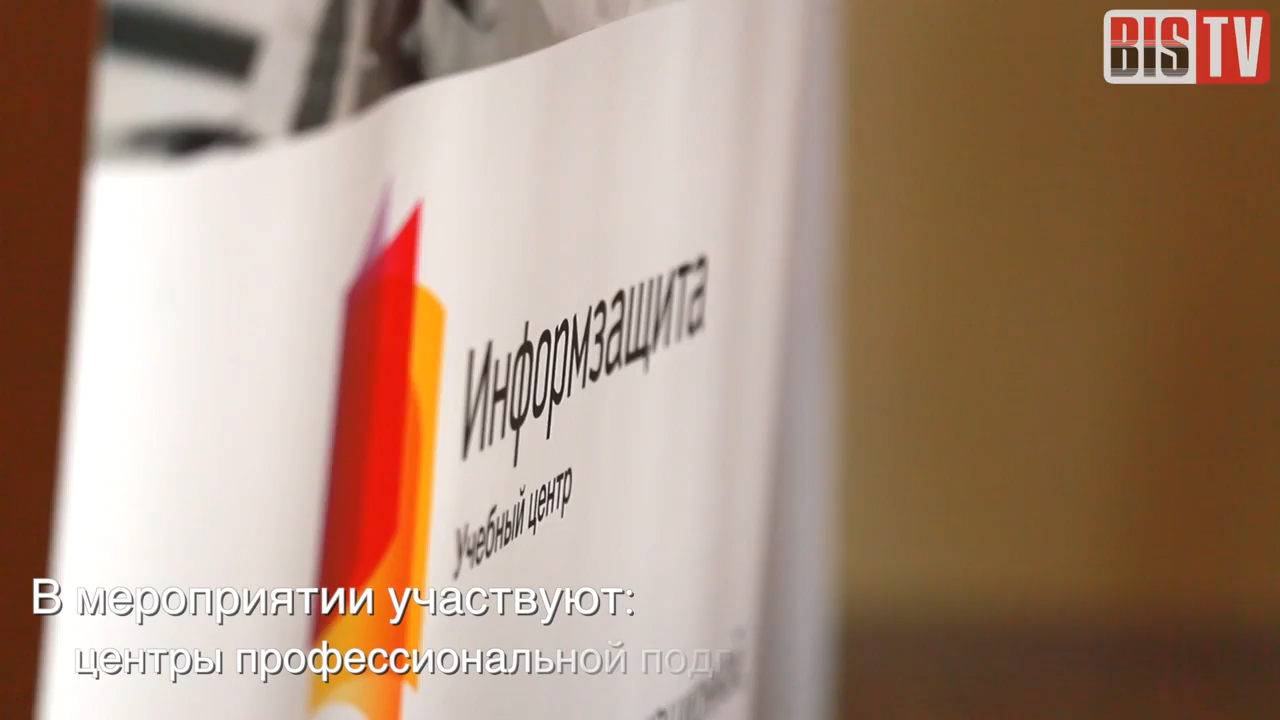 BISTV
Информзащита
Учебный центр
В мероприятии участвуют:
центры профессиональной